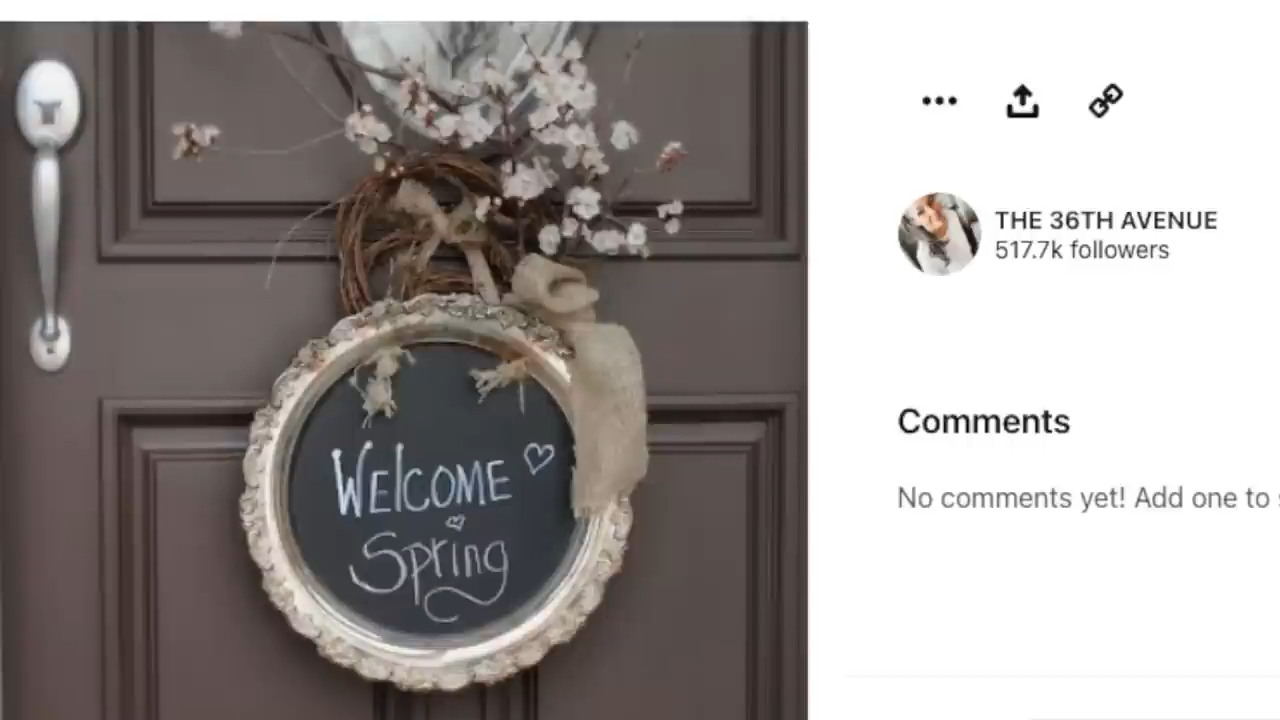 WELCOME
Spring
THE 36TH AVENUE
517.7k followers
Comments
No comments yet! Add one to